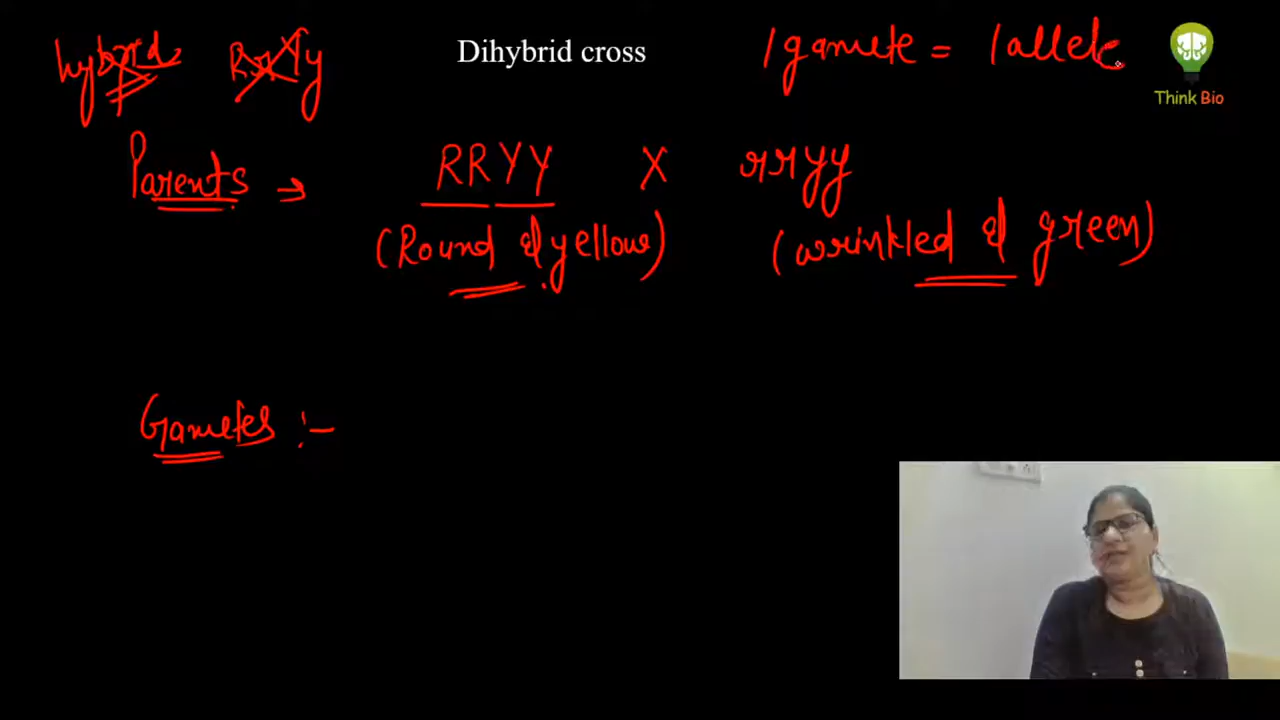 hybrid RrYy Dihybrid cross 1 gamete = 1 allele
Think Bio
Parents → RRYY X rryy
(Round & yellow) (wrinkled & green)
Gametes :-